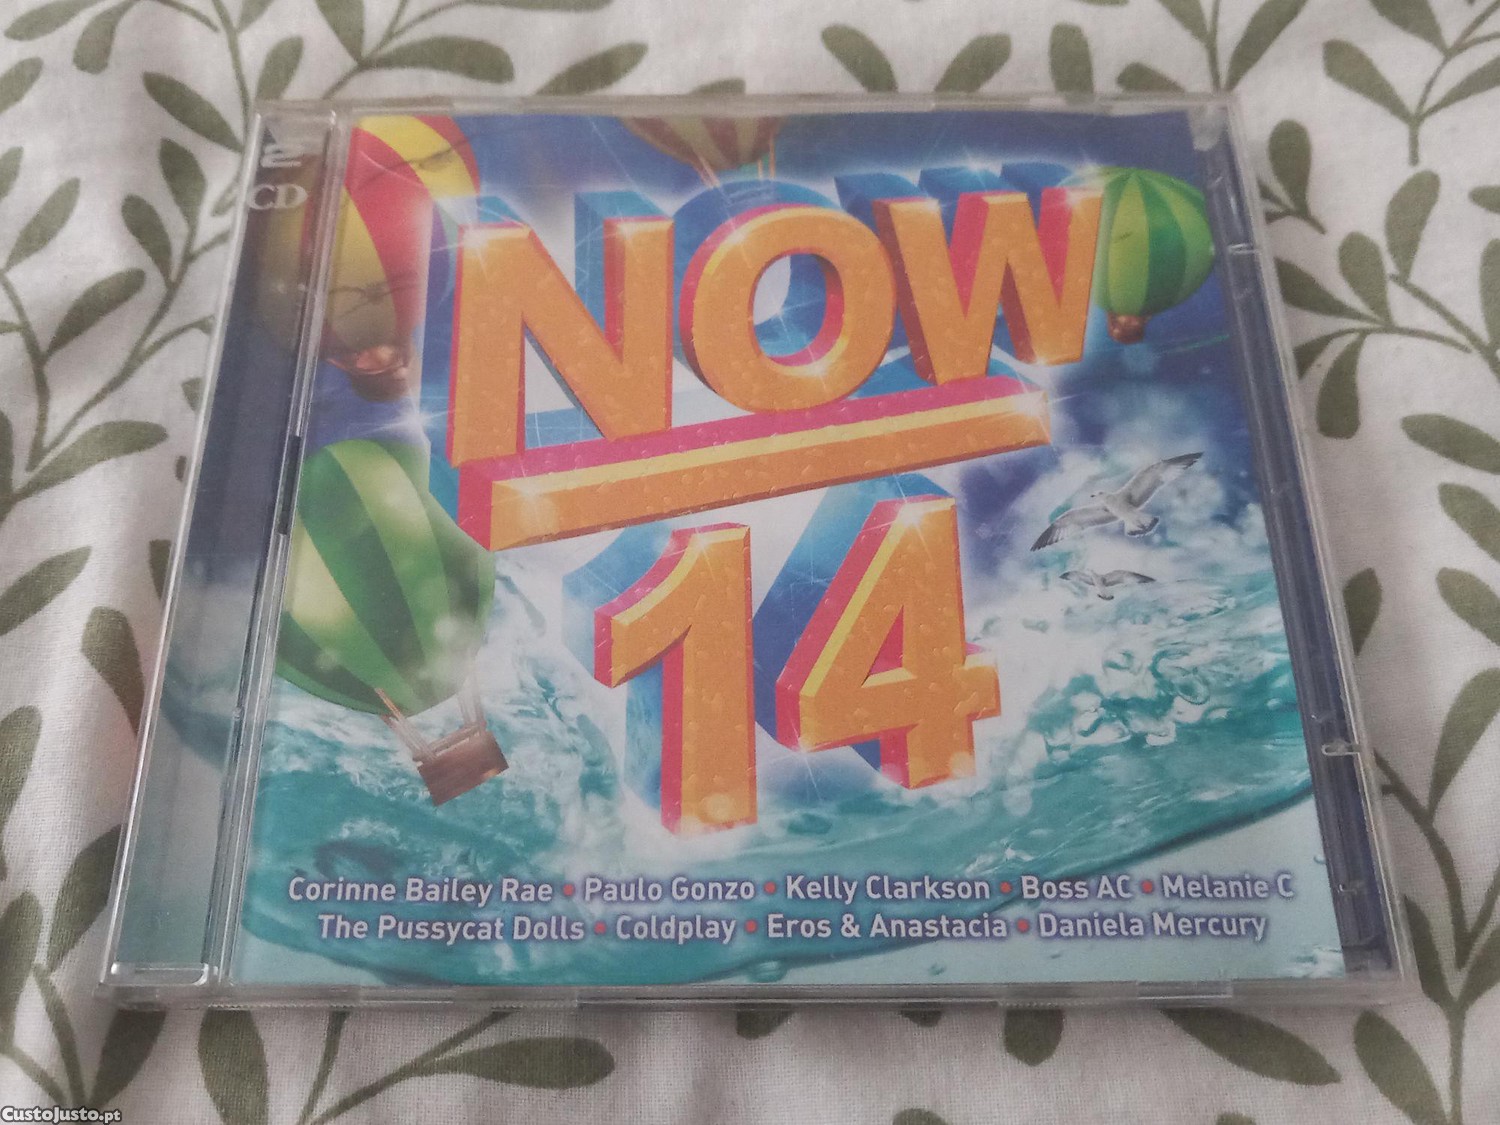 2
CD
NOW
14
Corinne Bailey Rae • Paulo Gonzo • Kelly Clarkson • Boss AC • Melanie C
The Pussycat Dolls • Coldplay • Eros & Anastacia • Daniela Mercury
CustoJusto.pt